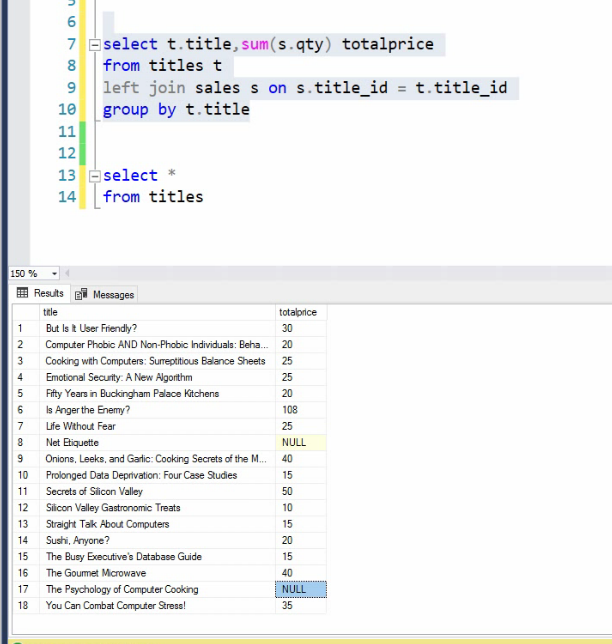 5
6
7 select t.title,sum(s.qty) totalprice
8 from titles t
9 left join sales s on s.title_id = t.title_id
10 group by t.title
11
12
13 select *
14 from titles
150 %
Results Messages
title totalprice
1 But Is It User Friendly? 30
2 Computer Phobic AND Non-Phobic Individuals: Beha... 20
3 Cooking with Computers: Surreptitious Balance Sheets 25
4 Emotional Security: A New Algorithm 25
5 Fifty Years in Buckingham Palace Kitchens 20
6 Is Anger the Enemy? 108
7 Life Without Fear 25
8 Net Etiquette NULL
9 Onions, Leeks, and Garlic: Cooking Secrets of the M... 40
10 Prolonged Data Deprivation: Four Case Studies 15
11 Secrets of Silicon Valley 50
12 Silicon Valley Gastronomic Treats 10
13 Straight Talk About Computers 15
14 Sushi, Anyone? 20
15 The Busy Executive's Database Guide 15
16 The Gourmet Microwave 40
17 The Psychology of Computer Cooking NULL
18 You Can Combat Computer Stress! 35